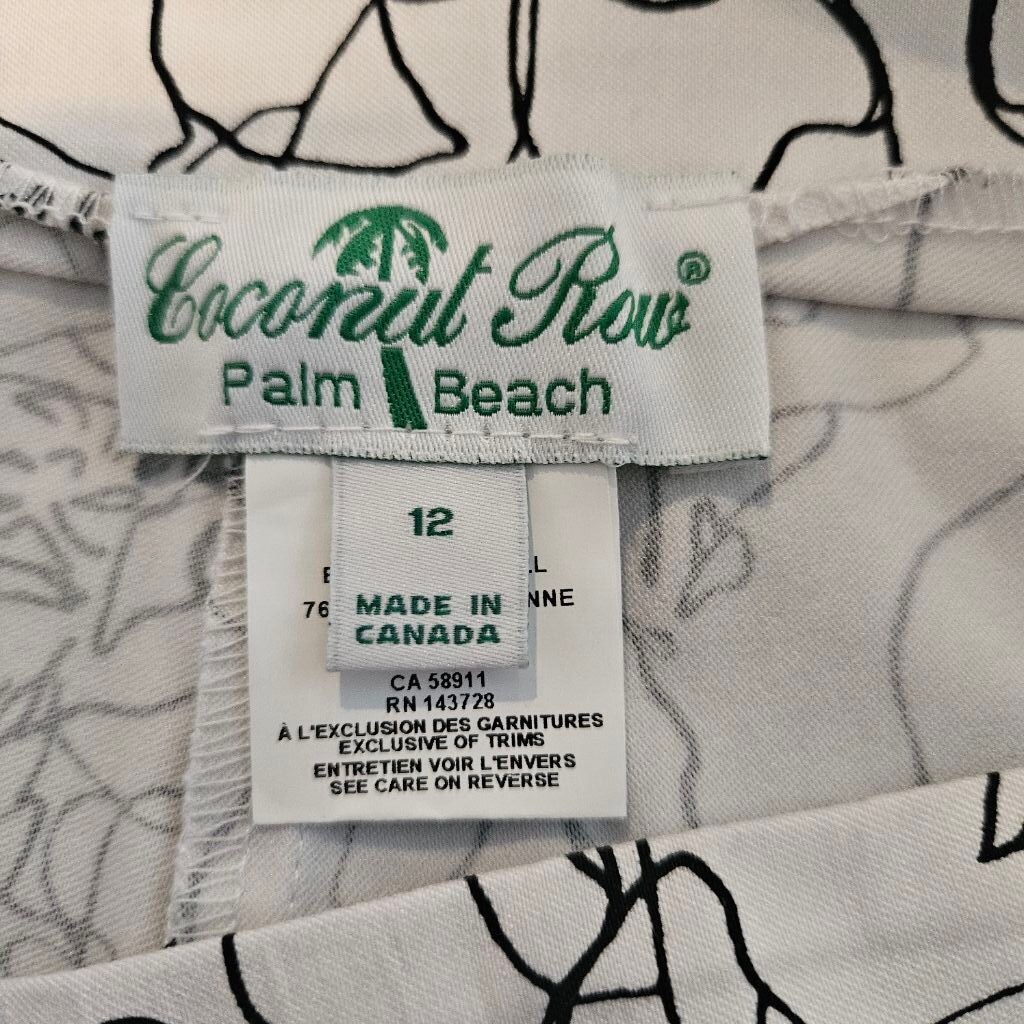 Coconut Row®
Palm Beach
12
MADE IN
CANADA
76
CA 58911
RN 143728
À L'EXCLUSION DES GARNITURES
EXCLUSIVE OF TRIMS
ENTRETIEN VOIR L'ENVERS
SEE CARE ON REVERSE